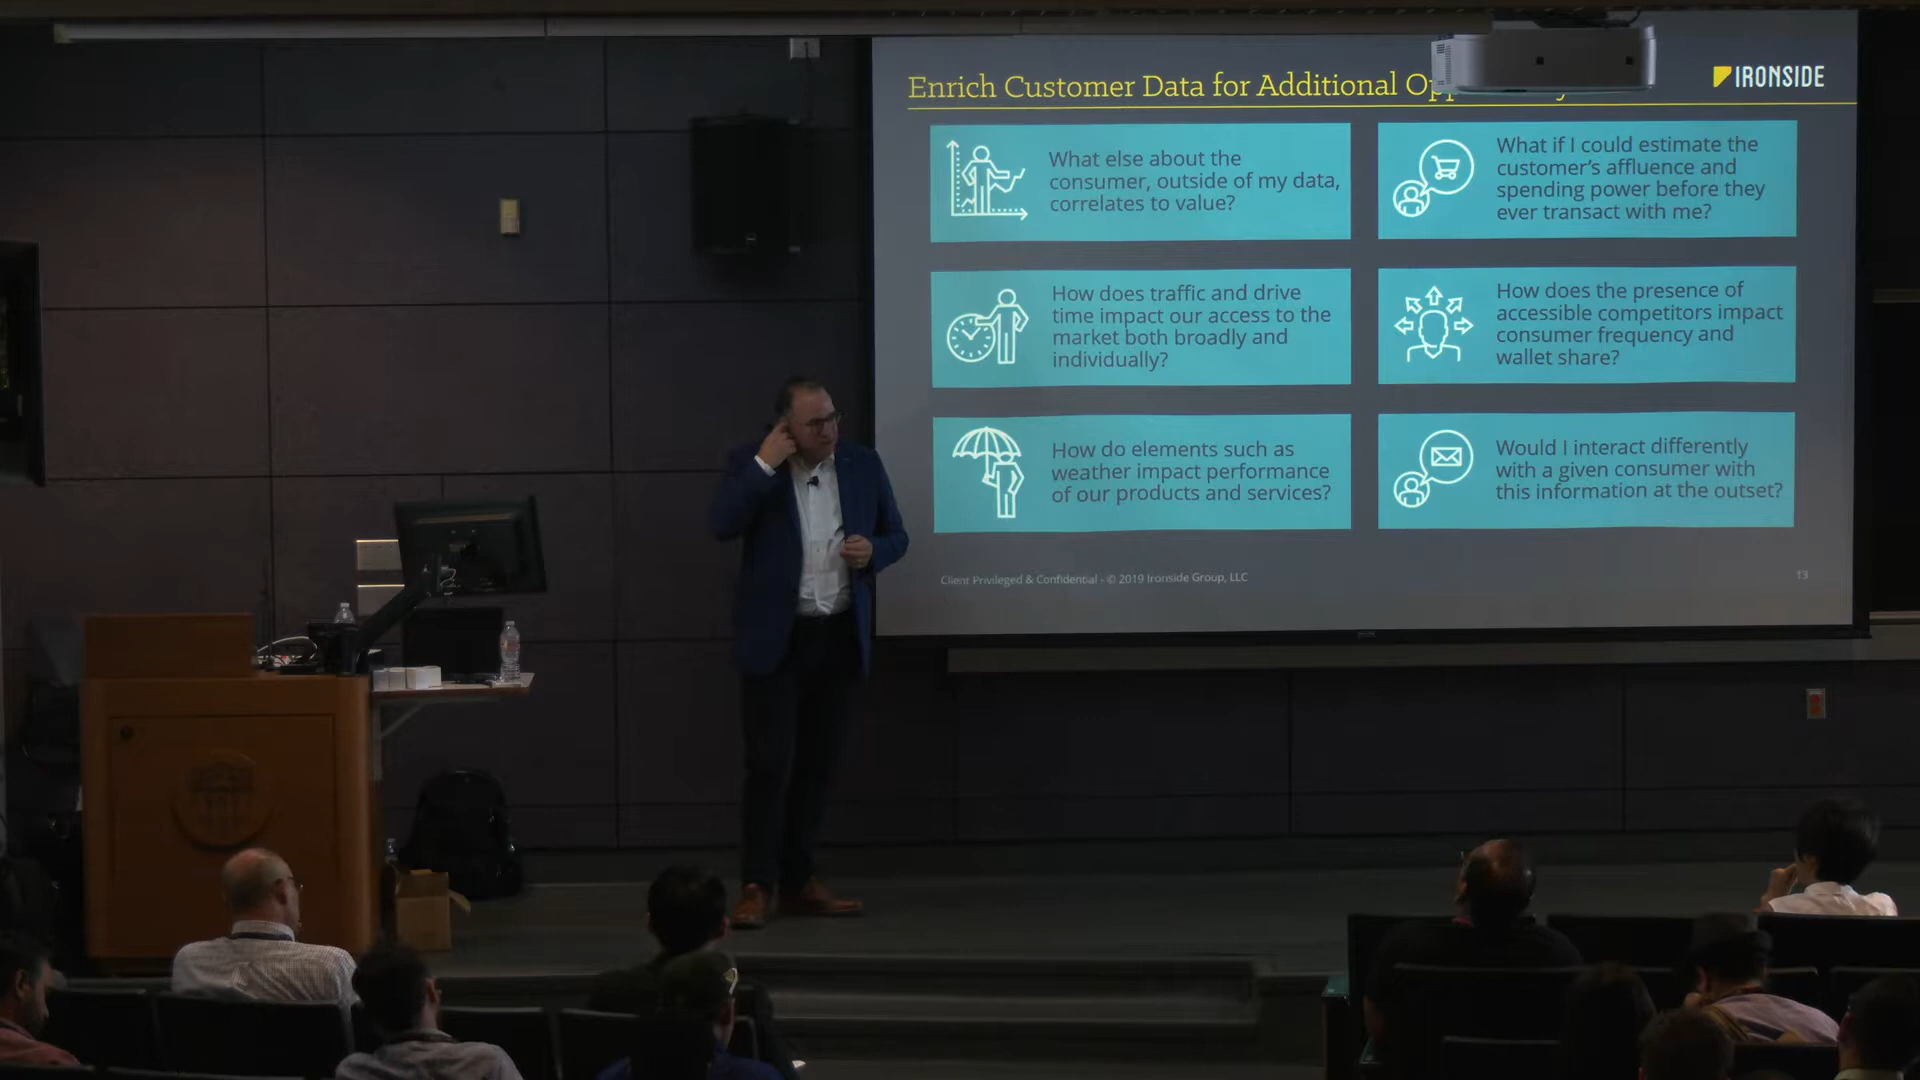 Enrich Customer Data for Additional
IRONSIDE
What else about the
consumer, outside of my data,
correlates to value?
What if I could estimate the
customer's affluence and
spending power before they
ever transact with me?
How does traffic and drive
time impact our access to the
market both broadly and
individually?
How does the presence of
accessible competitors impact
consumer frequency and
wallet share?
How do elements such as
weather impact performance
of our products and services?
Would I interact differently
with a given consumer with
this information at the outset?
Client Privileged & Confidential - © 2019 Ironside Group, LLC
13